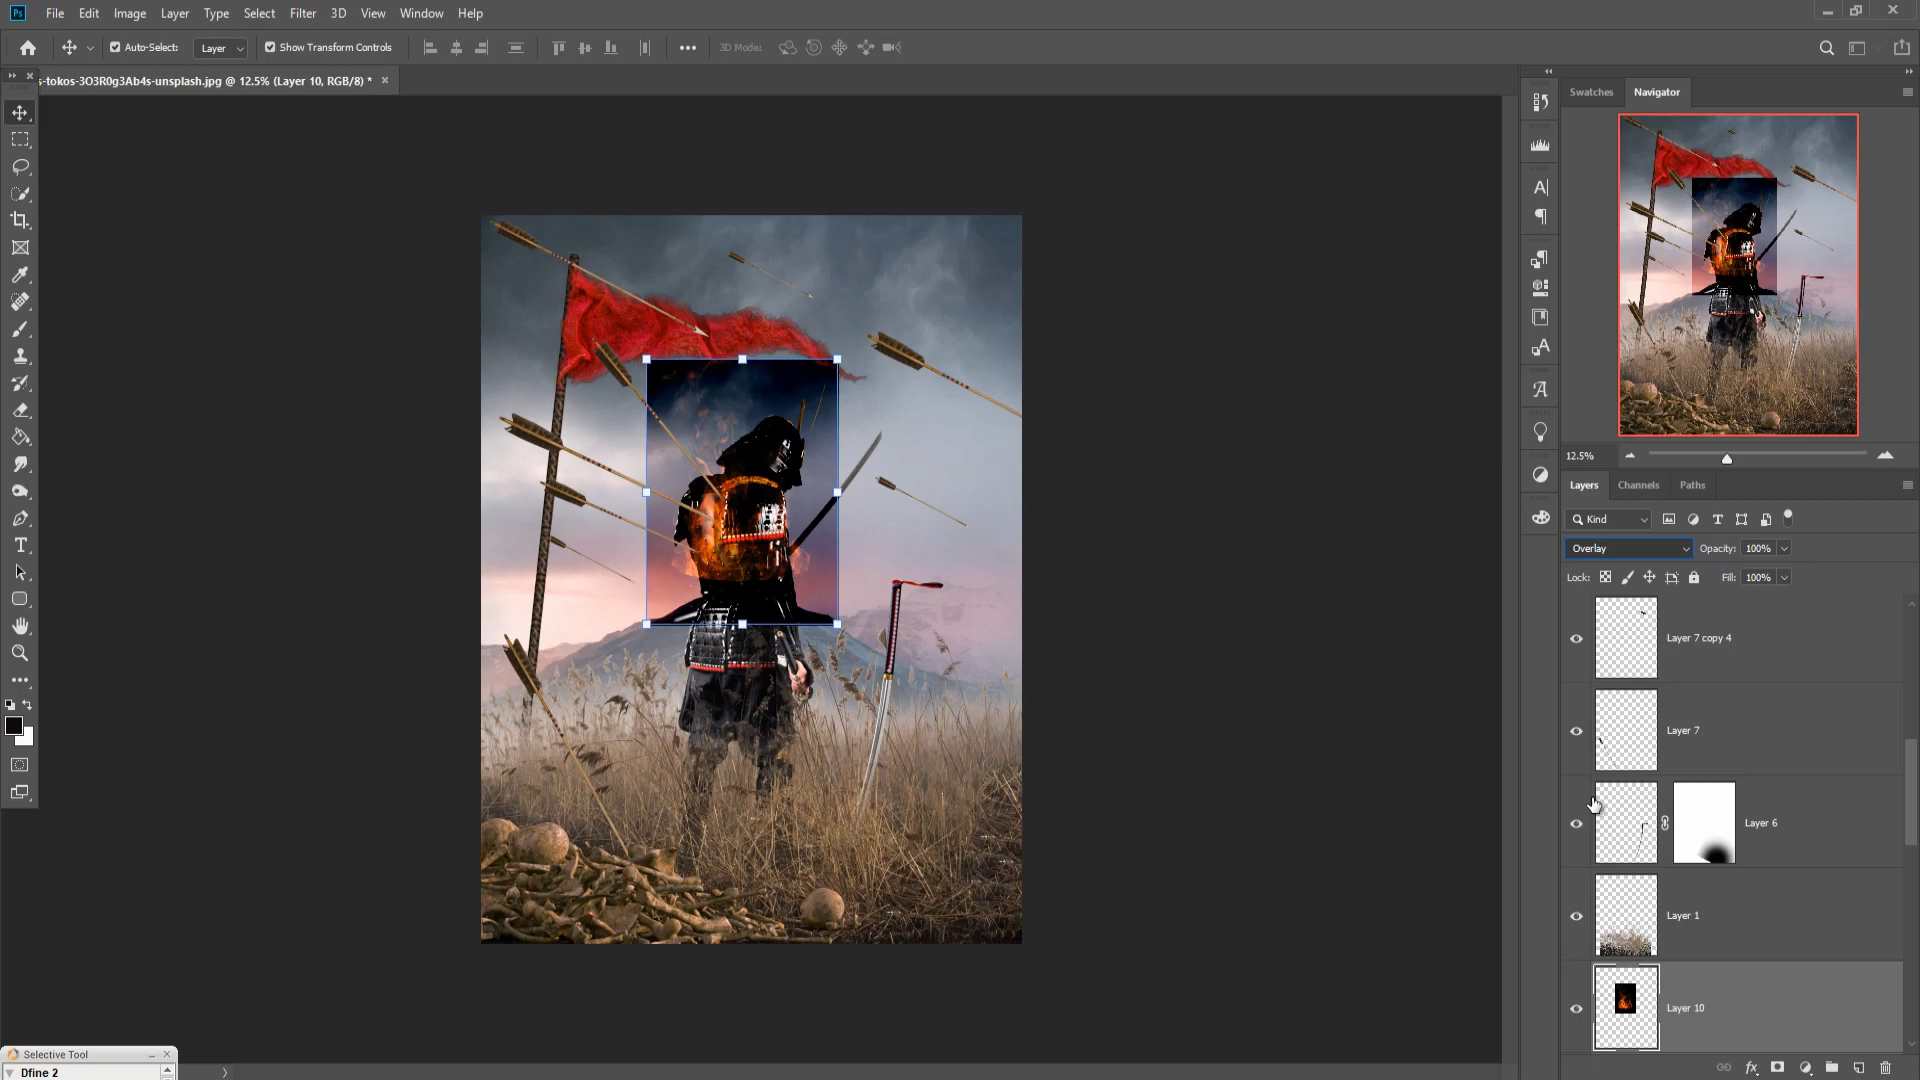 Ps File Edit Image Layer Type Select Filter 3D View Window Help
Auto-Select: Layer Show Transform Controls 3D Mode:
s-tokos-3O3R0g3Ab4s-unsplash.jpg @ 12.5% (Layer 10, RGB/8) *
Swatches Navigator
12.5%
Layers Channels Paths
Kind
Overlay Opacity: 100%
Lock: Fill: 100%
Layer 7 copy 4
Layer 7
Layer 6
Layer 1
Layer 10
Selective Tool
Dfine 2